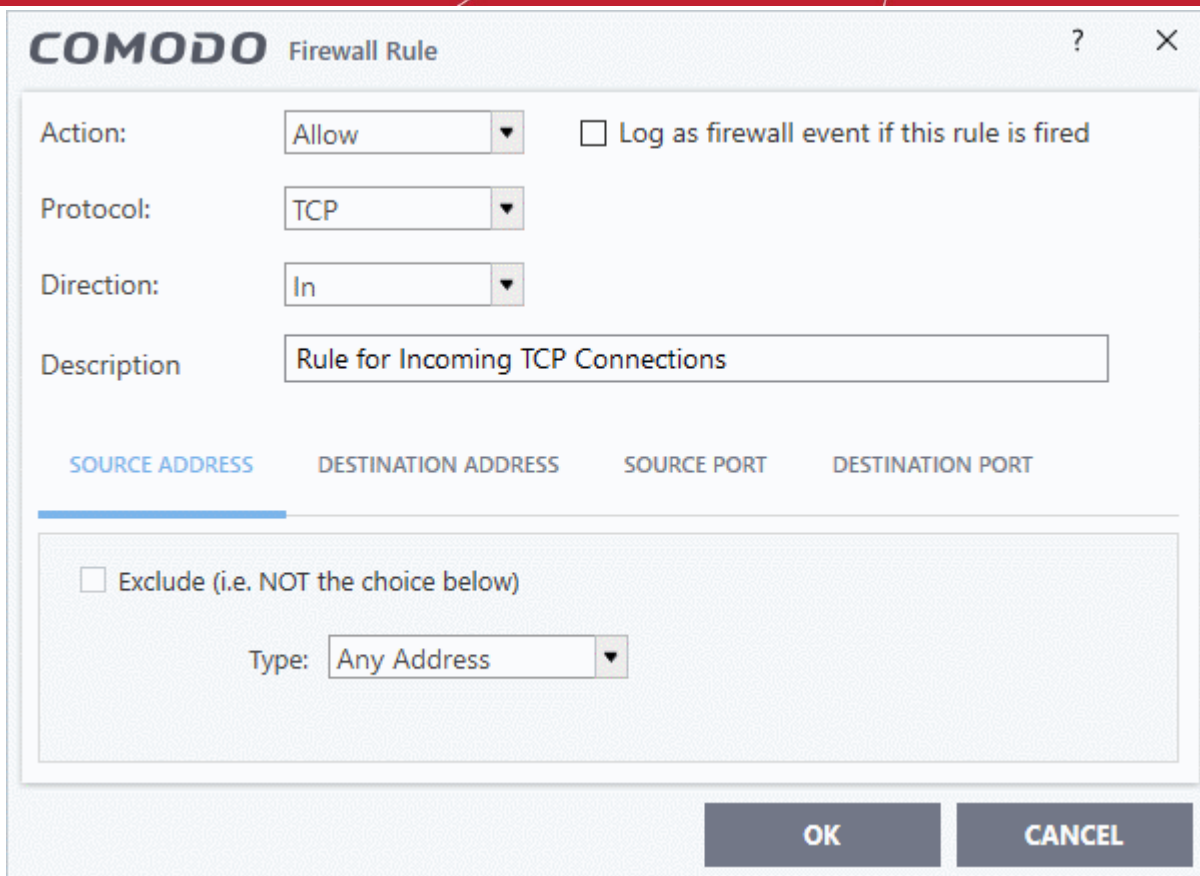 COMODO Firewall Rule ? ×
Action: Allow Log as firewall event if this rule is fired
Protocol: TCP
Direction: In
Description Rule for Incoming TCP Connections
SOURCE ADDRESS DESTINATION ADDRESS SOURCE PORT DESTINATION PORT
Exclude (i.e. NOT the choice below)
Type: Any Address
OK CANCEL